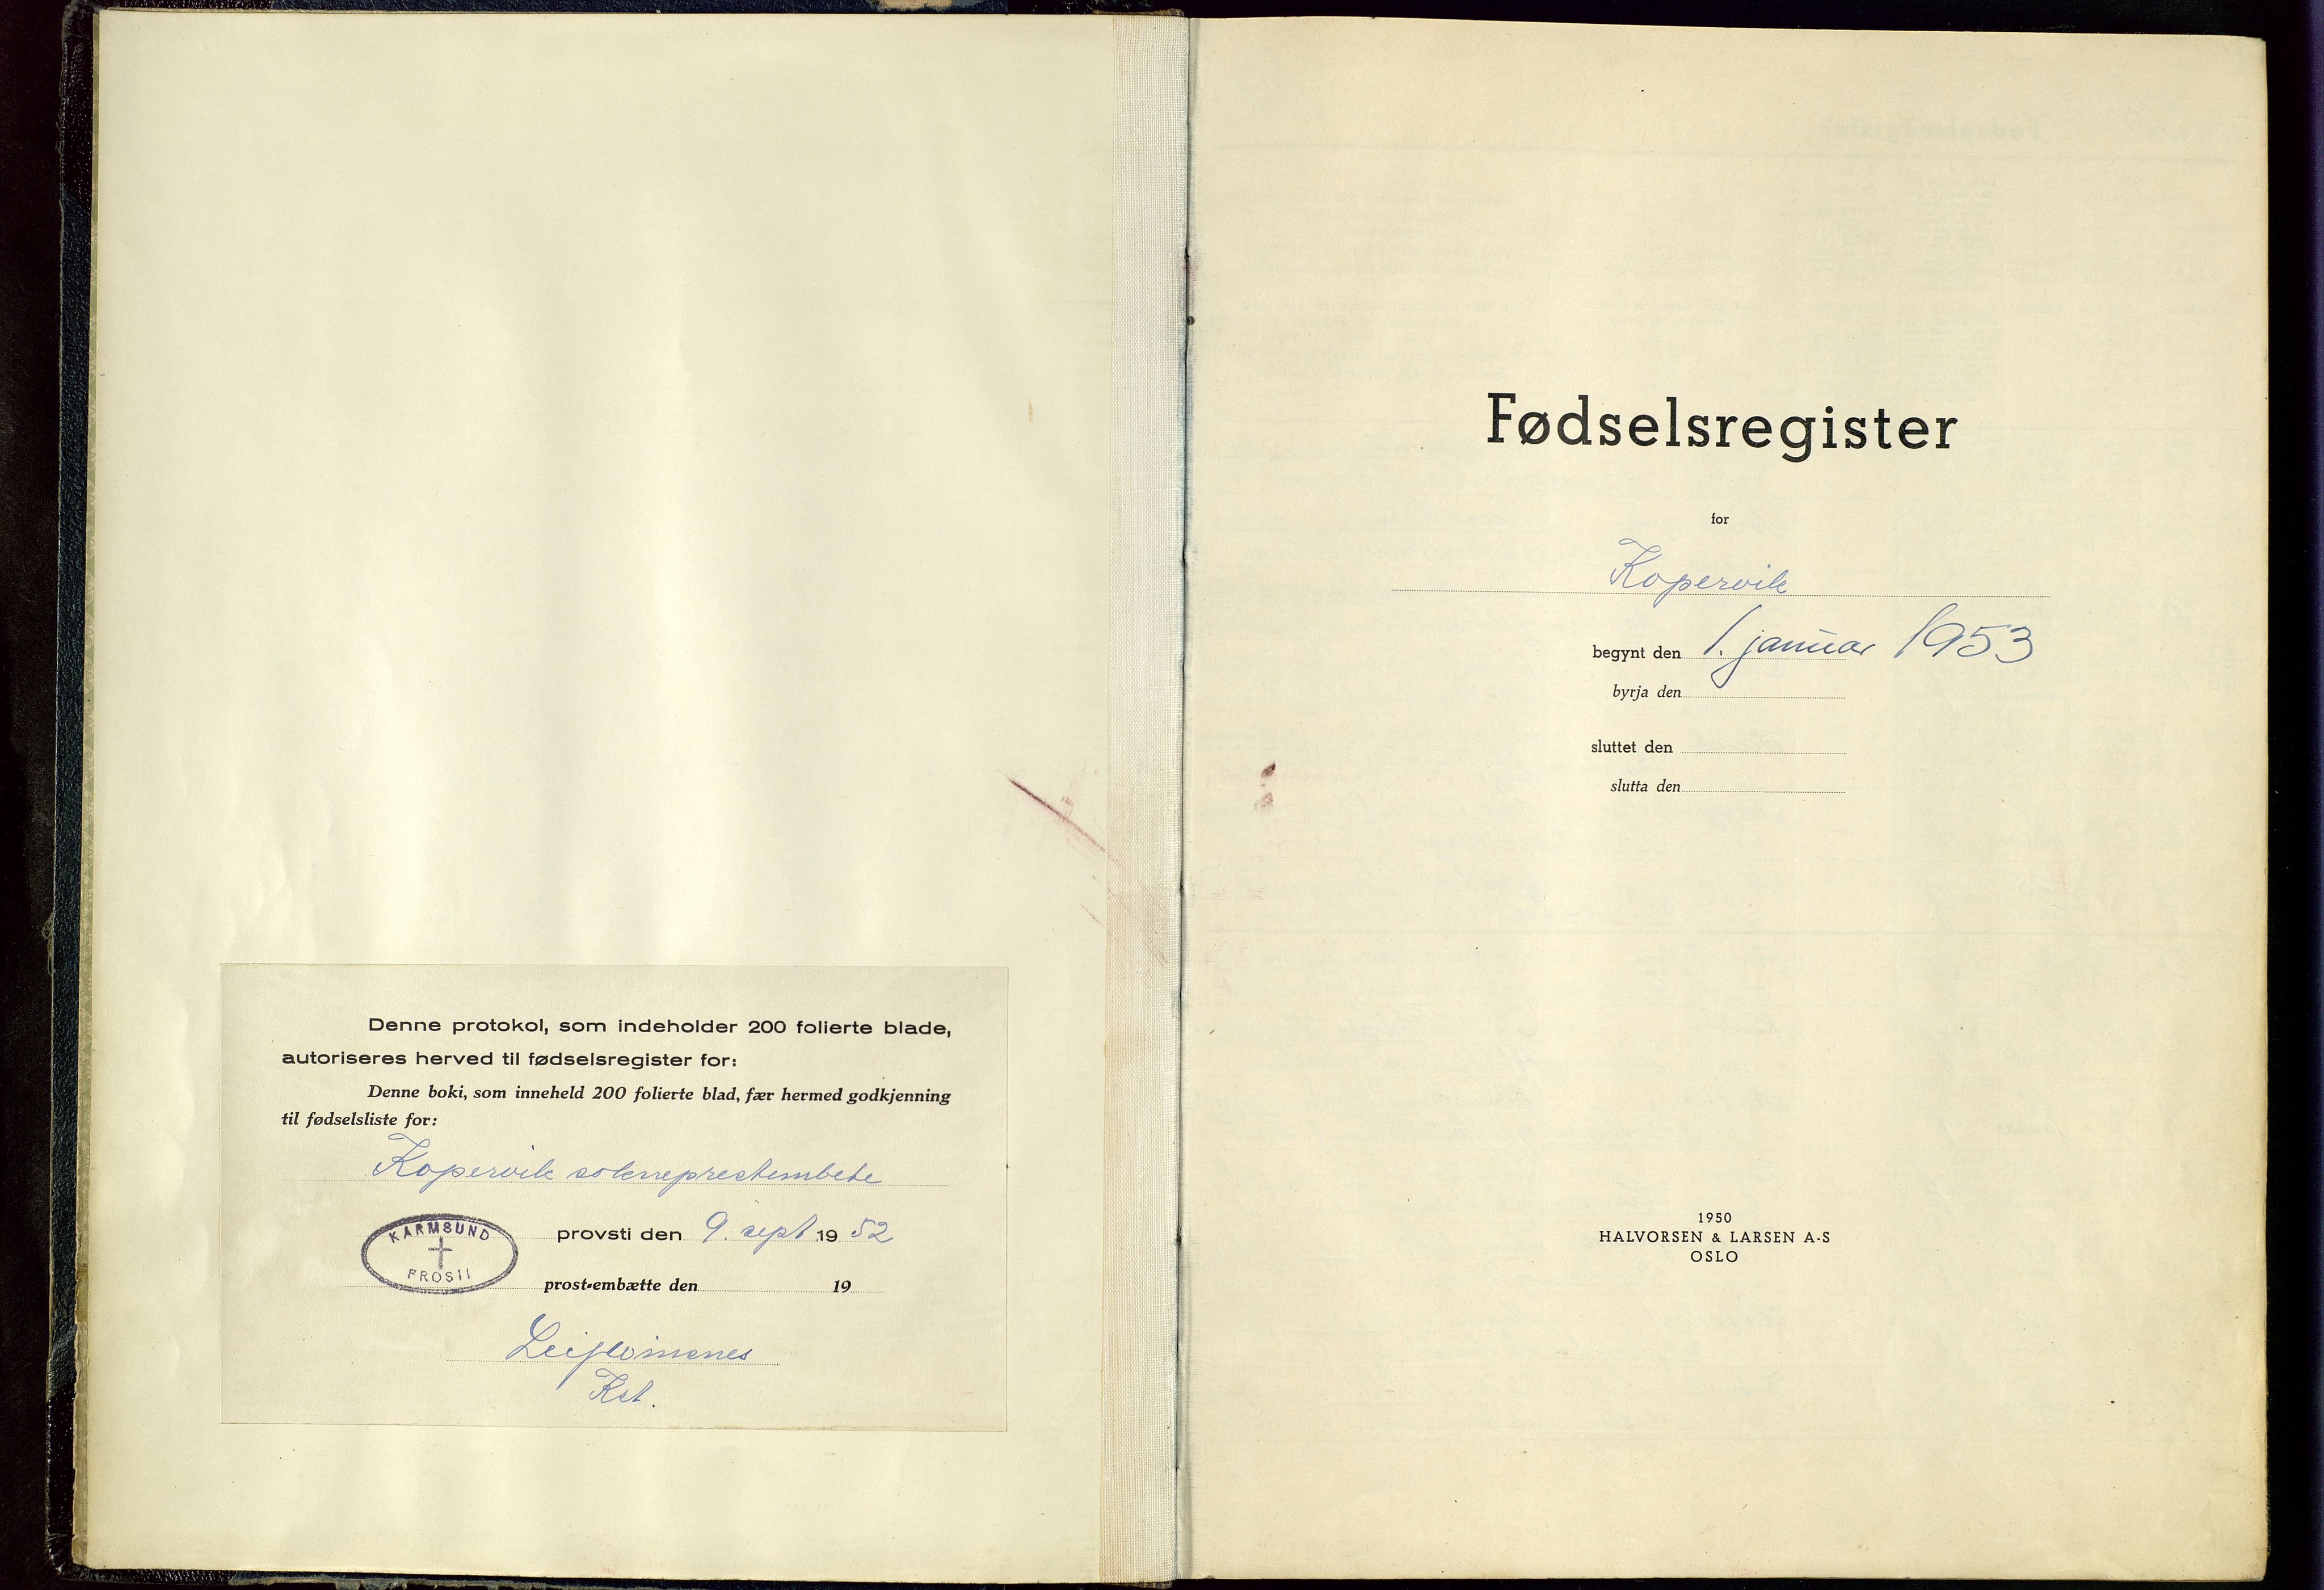 Denne protokol, som indeholder 200 folierte blade,
autoriseres herved til fødselsregister for:
Denne boki, som inneheld 200 folierte blad, fær hermed godkjenning
til fødselsliste for:
Kopervik sokneprestembete
KARMSUND
PROSTI
provsti den 9. sept 19 52
prost-embætte den 19
Kst.
Fødselsregister
for
Kopervik
begynt den 1. januar 1953
byrja den
sluttet den
slutta den
1950
HALVORSEN & LARSEN A-S
OSLO